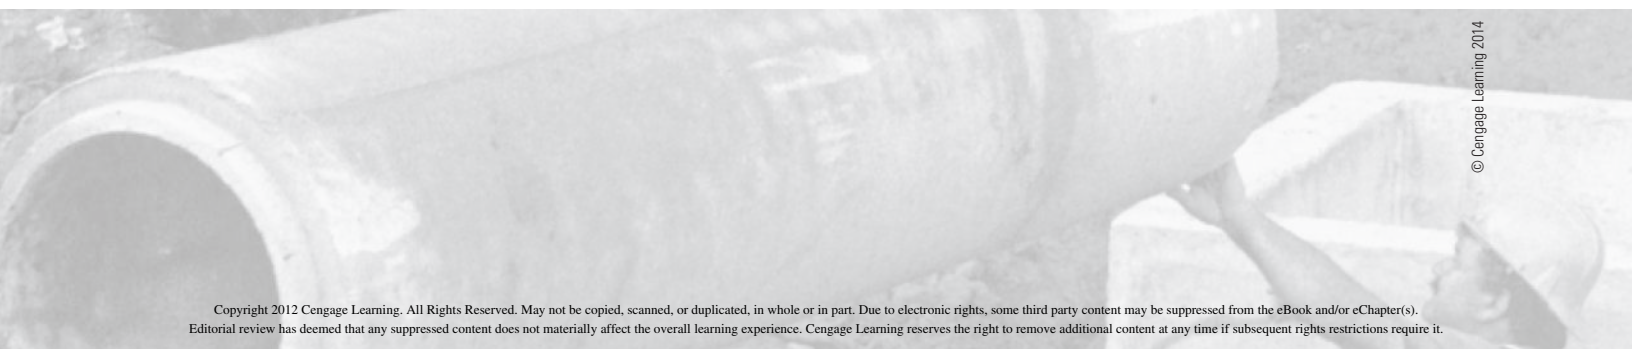 © Cengage Learning 2014
Copyright 2012 Cengage Learning. All Rights Reserved. May not be copied, scanned, or duplicated, in whole or in part. Due to electronic rights, some third party content may be suppressed from the eBook and/or eChapter(s).
Editorial review has deemed that any suppressed content does not materially affect the overall learning experience. Cengage Learning reserves the right to remove additional content at any time if subsequent rights restrictions require it.